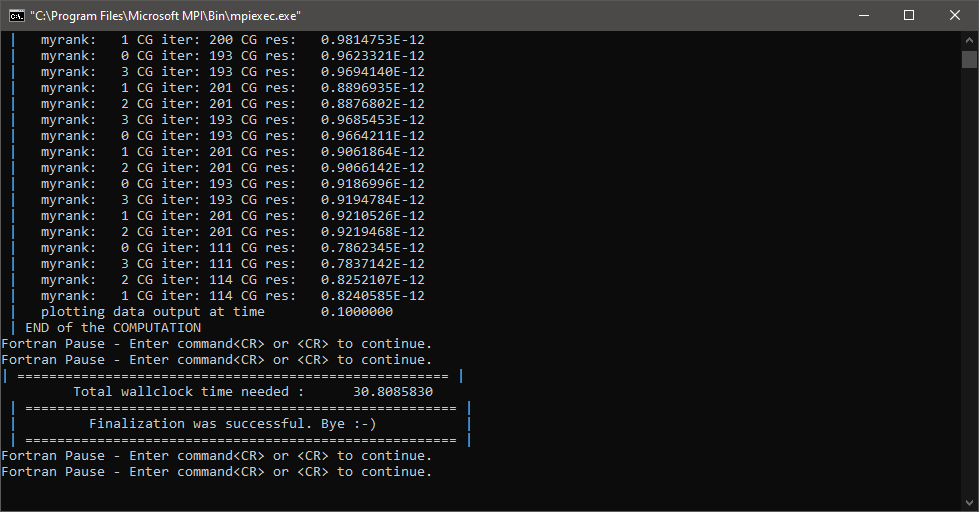 "C:\Program Files\Microsoft MPI\Bin\mpiexec.exe"
|   myrank:   1 CG iter: 200 CG res:   0.9814753E-12
|   myrank:   0 CG iter: 193 CG res:   0.9623321E-12
|   myrank:   3 CG iter: 193 CG res:   0.9694140E-12
|   myrank:   1 CG iter: 201 CG res:   0.8896935E-12
|   myrank:   2 CG iter: 201 CG res:   0.8876802E-12
|   myrank:   3 CG iter: 193 CG res:   0.9685453E-12
|   myrank:   0 CG iter: 193 CG res:   0.9664211E-12
|   myrank:   1 CG iter: 201 CG res:   0.9061864E-12
|   myrank:   2 CG iter: 201 CG res:   0.9066142E-12
|   myrank:   0 CG iter: 193 CG res:   0.9186996E-12
|   myrank:   3 CG iter: 193 CG res:   0.9194784E-12
|   myrank:   1 CG iter: 201 CG res:   0.9210526E-12
|   myrank:   2 CG iter: 201 CG res:   0.9219468E-12
|   myrank:   0 CG iter: 111 CG res:   0.7862345E-12
|   myrank:   3 CG iter: 111 CG res:   0.7837142E-12
|   myrank:   2 CG iter: 114 CG res:   0.8252107E-12
|   myrank:   1 CG iter: 114 CG res:   0.8240585E-12
|   plotting data output at time       0.1000000
| END of the COMPUTATION
Fortran Pause - Enter command<CR> or <CR> to continue.
Fortran Pause - Enter command<CR> or <CR> to continue.
| ====================================================== |
Total wallclock time needed :      30.8085830
| ====================================================== |
|         Finalization was successful. Bye :-)           |
| ====================================================== |
Fortran Pause - Enter command<CR> or <CR> to continue.
Fortran Pause - Enter command<CR> or <CR> to continue.